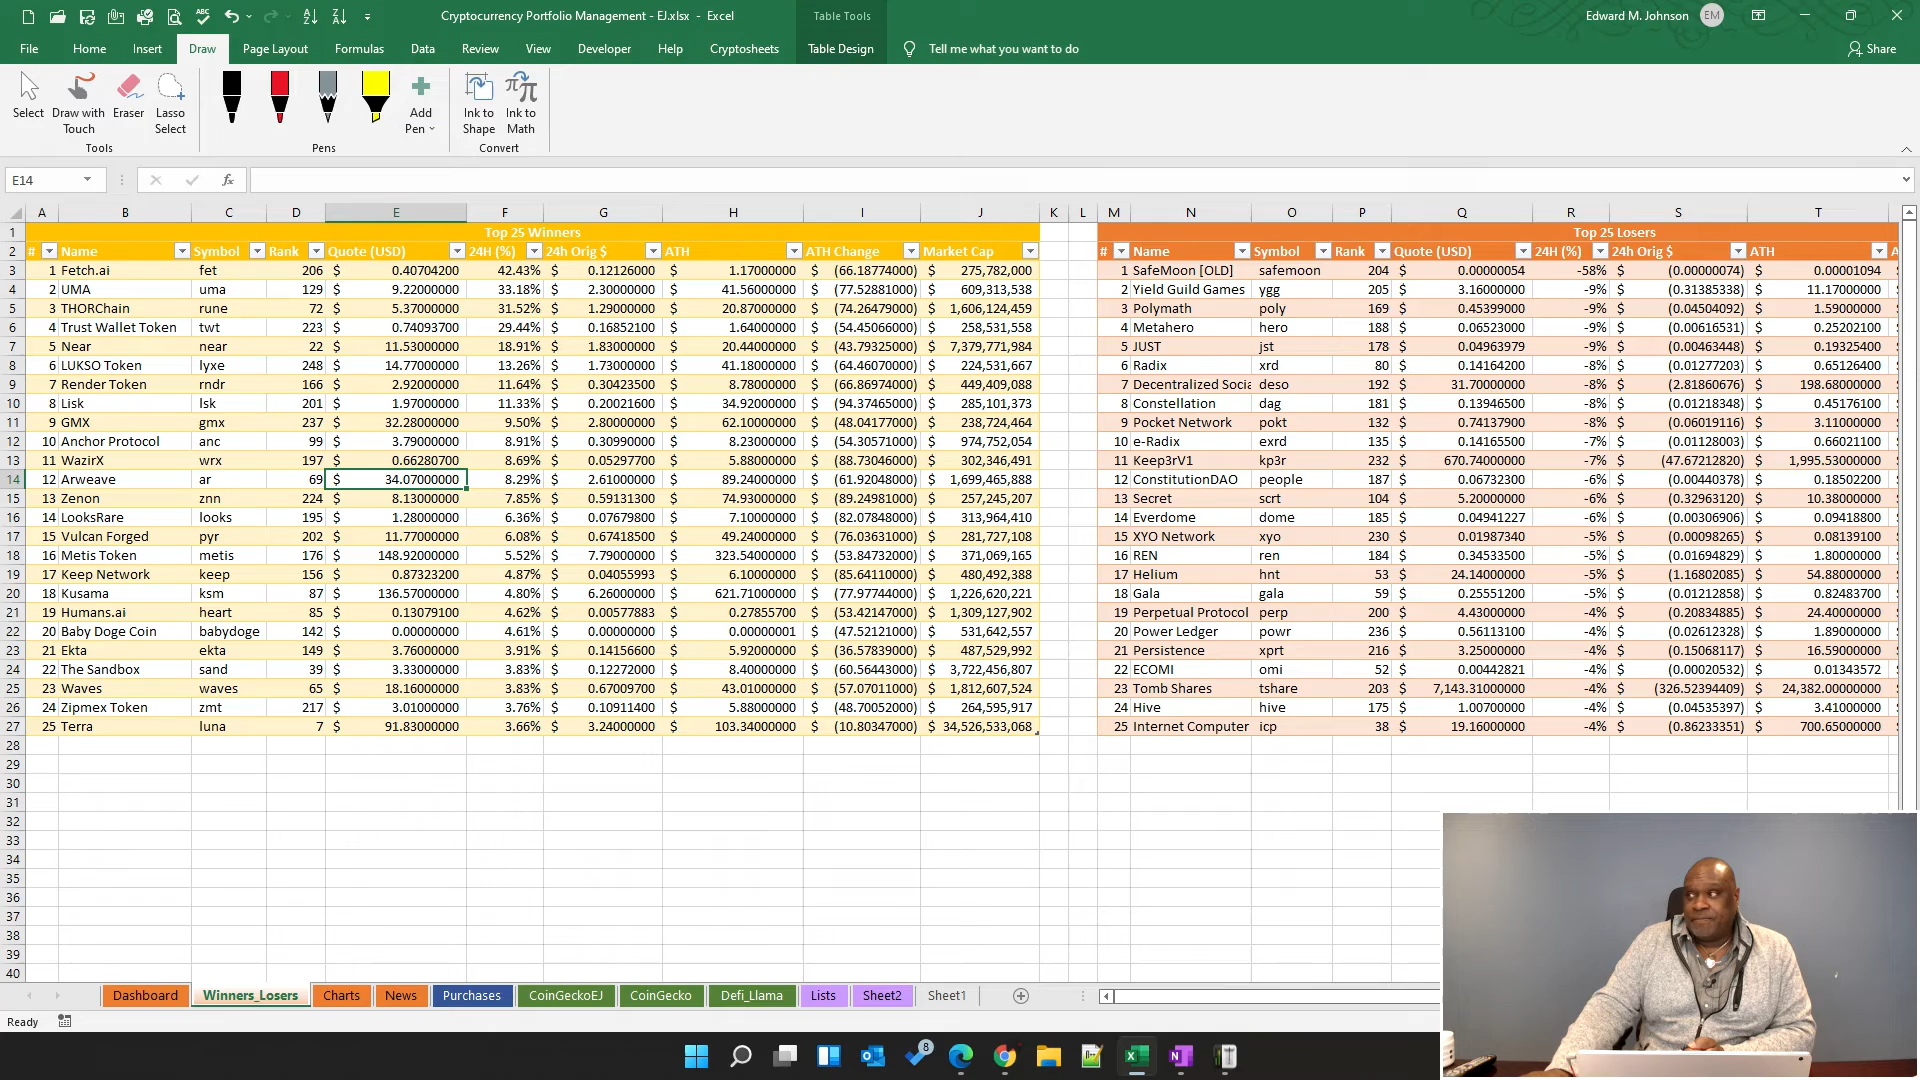 Cryptocurrency Portfolio Management - EJ.xlsx - Excel Table Tools Edward M. Johnson EM
File Home Insert Draw Page Layout Formulas Data Review View Developer Help Cryptosheets Table Design Tell me what you want to do Share
Select Draw with Touch Eraser Lasso Select Add Pen Ink to Shape Ink to Math
Tools Pens Convert
E14 fx
A B C D E F G H I J K L M N O P Q R S T
1 Top 25 Winners Top 25 Losers
2 # Name Symbol Rank Quote (USD) 24H (%) 24h Orig $ ATH ATH Change Market Cap # Name Symbol Rank Quote (USD) 24H (%) 24h Orig $ ATH
3 1 Fetch.ai fet 206 $ 0.40704200 42.43% $ 0.12126000 $ 1.17000000 $ (66.18774000) $ 275,782,000 1 SafeMoon [OLD] safemoon 204 $ 0.00000054 -58% $ (0.00000074) $ 0.00001094
4 2 UMA uma 129 $ 9.22000000 33.18% $ 2.30000000 $ 41.56000000 $ (77.52881000) $ 609,313,538 2 Yield Guild Games ygg 205 $ 3.16000000 -9% $ (0.31385338) $ 11.17000000
5 3 THORChain rune 72 $ 5.37000000 31.52% $ 1.29000000 $ 20.87000000 $ (74.26479000) $ 1,606,124,459 3 Polymath poly 169 $ 0.45399000 -9% $ (0.04504092) $ 1.59000000
6 4 Trust Wallet Token twt 223 $ 0.74093700 29.44% $ 0.16852100 $ 1.64000000 $ (54.45066000) $ 258,531,558 4 Metahero hero 188 $ 0.06523000 -9% $ (0.00616531) $ 0.25202100
7 5 Near near 22 $ 11.53000000 18.91% $ 1.83000000 $ 20.44000000 $ (43.79325000) $ 7,379,771,984 5 JUST jst 178 $ 0.04963979 -9% $ (0.00463448) $ 0.19325400
8 6 LUKSO Token lyxe 248 $ 14.77000000 13.26% $ 1.73000000 $ 41.18000000 $ (64.46070000) $ 224,531,667 6 Radix xrd 80 $ 0.14164200 -8% $ (0.01277203) $ 0.65126400
9 7 Render Token rndr 166 $ 2.92000000 11.64% $ 0.30423500 $ 8.78000000 $ (66.86974000) $ 449,409,088 7 Decentralized Socia deso 192 $ 31.70000000 -8% $ (2.81860676) $ 198.68000000
10 8 Lisk lsk 201 $ 1.97000000 11.33% $ 0.20021600 $ 34.92000000 $ (94.37465000) $ 285,101,373 8 Constellation dag 181 $ 0.13946500 -8% $ (0.01218348) $ 0.45176100
11 9 GMX gmx 237 $ 32.28000000 9.50% $ 2.80000000 $ 62.10000000 $ (48.04177000) $ 238,724,464 9 Pocket Network pokt 132 $ 0.74137900 -8% $ (0.06019116) $ 3.11000000
12 10 Anchor Protocol anc 99 $ 3.79000000 8.91% $ 0.30990000 $ 8.23000000 $ (54.30571000) $ 974,752,054 10 e-Radix exrd 135 $ 0.14165500 -7% $ (0.01128003) $ 0.66021100
13 11 WazirX wrx 197 $ 0.66280700 8.69% $ 0.05297700 $ 5.88000000 $ (88.73046000) $ 302,346,491 11 Keep3rV1 kp3r 232 $ 670.74000000 -7% $ (47.67212820) $ 1,995.53000000
14 12 Arweave ar 69 $ 34.07000000 8.29% $ 2.61000000 $ 89.24000000 $ (61.92048000) $ 1,699,465,888 12 ConstitutionDAO people 187 $ 0.06732300 -6% $ (0.00440378) $ 0.18502200
15 13 Zenon znn 224 $ 8.13000000 7.85% $ 0.59131300 $ 74.93000000 $ (89.24981000) $ 257,245,207 13 Secret scrt 104 $ 5.20000000 -6% $ (0.32963120) $ 10.38000000
16 14 LooksRare looks 195 $ 1.28000000 6.36% $ 0.07679800 $ 7.10000000 $ (82.07848000) $ 313,964,410 14 Everdome dome 185 $ 0.04941227 -6% $ (0.00306906) $ 0.09418800
17 15 Vulcan Forged pyr 202 $ 11.77000000 6.08% $ 0.67418500 $ 49.24000000 $ (76.03631000) $ 281,727,108 15 XYO Network xyo 230 $ 0.01987340 -5% $ (0.00098265) $ 0.08139100
18 16 Metis Token metis 176 $ 148.92000000 5.52% $ 7.79000000 $ 323.54000000 $ (53.84732000) $ 371,069,165 16 REN ren 184 $ 0.34533500 -5% $ (0.01694829) $ 1.80000000
19 17 Keep Network keep 156 $ 0.87323200 4.87% $ 0.04055993 $ 6.10000000 $ (85.64110000) $ 480,492,388 17 Helium hnt 53 $ 24.14000000 -5% $ (1.16802085) $ 54.88000000
20 18 Kusama ksm 87 $ 136.57000000 4.80% $ 6.26000000 $ 621.71000000 $ (77.97744000) $ 1,226,620,221 18 Gala gala 59 $ 0.25551200 -5% $ (0.01212858) $ 0.82483700
21 19 Humans.ai heart 85 $ 0.13079100 4.62% $ 0.00577883 $ 0.27855700 $ (53.42147000) $ 1,309,127,902 19 Perpetual Protocol perp 200 $ 4.43000000 -4% $ (0.20834885) $ 24.40000000
22 20 Baby Doge Coin babydoge 142 $ 0.00000000 4.61% $ 0.00000000 $ 0.00000001 $ (47.52121000) $ 531,642,557 20 Power Ledger powr 236 $ 0.56113100 -4% $ (0.02612328) $ 1.89000000
23 21 Ekta ekta 149 $ 3.76000000 3.91% $ 0.14156600 $ 5.92000000 $ (36.57839000) $ 487,529,992 21 Persistence xprt 216 $ 3.25000000 -4% $ (0.15068117) $ 16.59000000
24 22 The Sandbox sand 39 $ 3.33000000 3.83% $ 0.12272000 $ 8.40000000 $ (60.56443000) $ 3,722,456,807 22 ECOMI omi 52 $ 0.00442821 -4% $ (0.00020532) $ 0.01343572
25 23 Waves waves 65 $ 18.16000000 3.83% $ 0.67009700 $ 43.01000000 $ (57.07011000) $ 1,812,607,524 23 Tomb Shares tshare 203 $ 7,143.31000000 -4% $ (326.52394409) $ 24,382.00000000
26 24 Zipmex Token zmt 217 $ 3.01000000 3.76% $ 0.10911400 $ 5.88000000 $ (48.70052000) $ 264,595,917 24 Hive hive 175 $ 1.00700000 -4% $ (0.04535397) $ 3.41000000
27 25 Terra luna 7 $ 91.83000000 3.66% $ 3.24000000 $ 103.34000000 $ (10.80347000) $ 34,526,533,068 25 Internet Computer icp 38 $ 19.16000000 -4% $ (0.86233351) $ 700.65000000
28
29
30
31
32
33
34
35
36
37
38
39
40
Dashboard Winners_Losers Charts News Purchases CoinGeckoEJ CoinGecko Defi_Llama Lists Sheet2 Sheet1
Ready
8